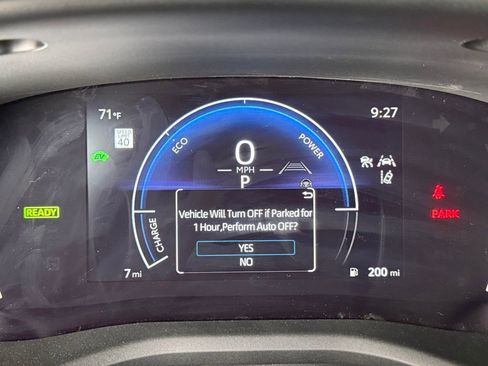 71°F
9:27
SPEED LIMIT 40
ECO
POWER
EV
0
MPH
P
READY
PARK
CHARGE
Vehicle Will Turn OFF if Parked for
1 Hour,Perform Auto OFF?
YES
NO
7 mi
200 mi